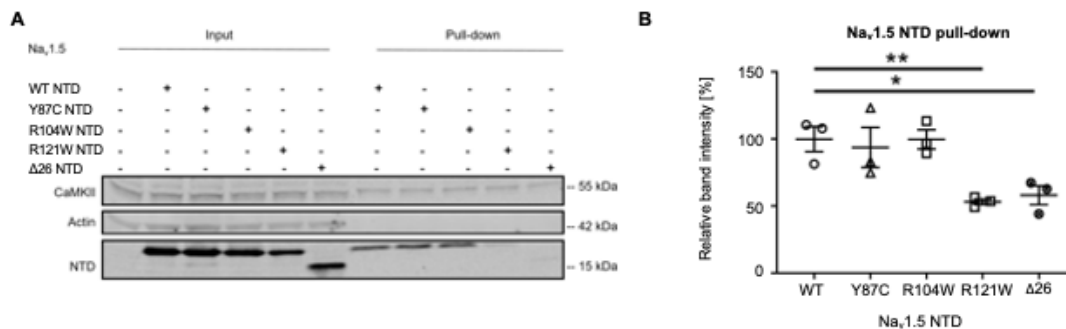 A
Input Pull-down
Naᵥ1.5
WT NTD - + - - - - + - - - -
Y87C NTD - - + - - - - + - - -
R104W NTD - - - + - - - - + - -
R121W NTD - - - - + - - - - + -
Δ26 NTD - - - - - + - - - - +
CaMKII -- 55 kDa
Actin -- 42 kDa
NTD -- 15 kDa
B
Naᵥ1.5 NTD pull-down
**
*
Relative band intensity [%]
150
100
50
0
WT Y87C R104W R121W Δ26
Naᵥ1.5 NTD